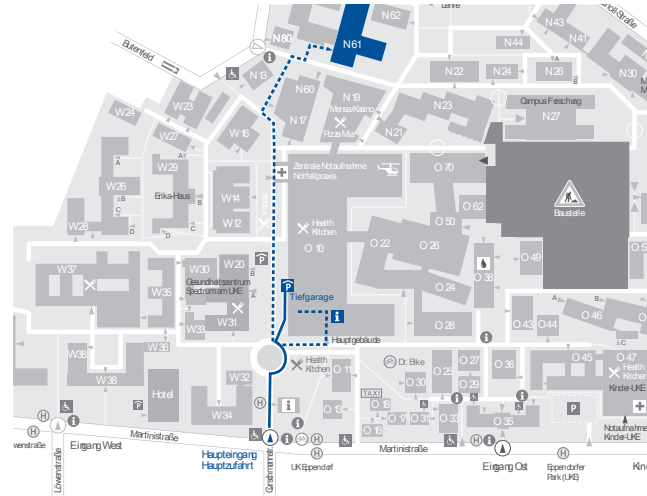 Lehre
N62
N43
N80
N61
N44
N41
Butenfeld
N13
N22
N24
N26
A
B
N30
N60
N19
Mensa/Kasino
W24
W23
N17
N23
Campus Forschung
N27
W27
W16
Pizza Mia
N21
A
W29
B
Zentrale Notaufnahme
Notfallpraxis
O 70
A
W26
B
Erika-Haus
W14
O 62
C
W12
O 50
Baustelle
W28
D
C
D
Health
Kitchen
O 10
O 22
O 26
O 49
W37
W30
W20
B
Gesundheitszentrum
Spectrum am UKE
A
W35
Tiefgarage
O 38
O 24
A
B
W31
W33
O 28
O 43
O 44
O 46
Hauptgebäude
C
W36
W38
W38
W32
Health
Kitchen
O 11
Dr. Bike
O 25
O 27
O 36
O 45
O 47
Health
Kitchen
O 30
O 29
Kinder-UKE
Hotel
TAXI
O 18
O 13
O 17
O 31
O 33
O 35
P
W34
O 16
Notaufnahme
Kinder-UKE
Martinistraße
Eingang West
Löwenstraße
Haupteingang
Hauptzufahrt
UK Eppendorf
Martinistraße
Eingang Ost
Eppendorfer
Park (UKE)